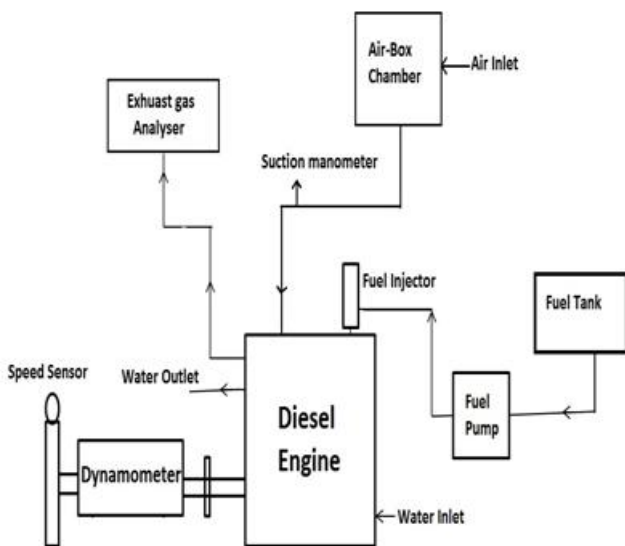 Air-Box
Chamber
Air Inlet
Exhuast gas
Analyser
Suction manometer
Fuel Injector
Fuel Tank
Speed Sensor
Water Outlet
Diesel
Engine
Fuel
Pump
Dynamometer
Water Inlet